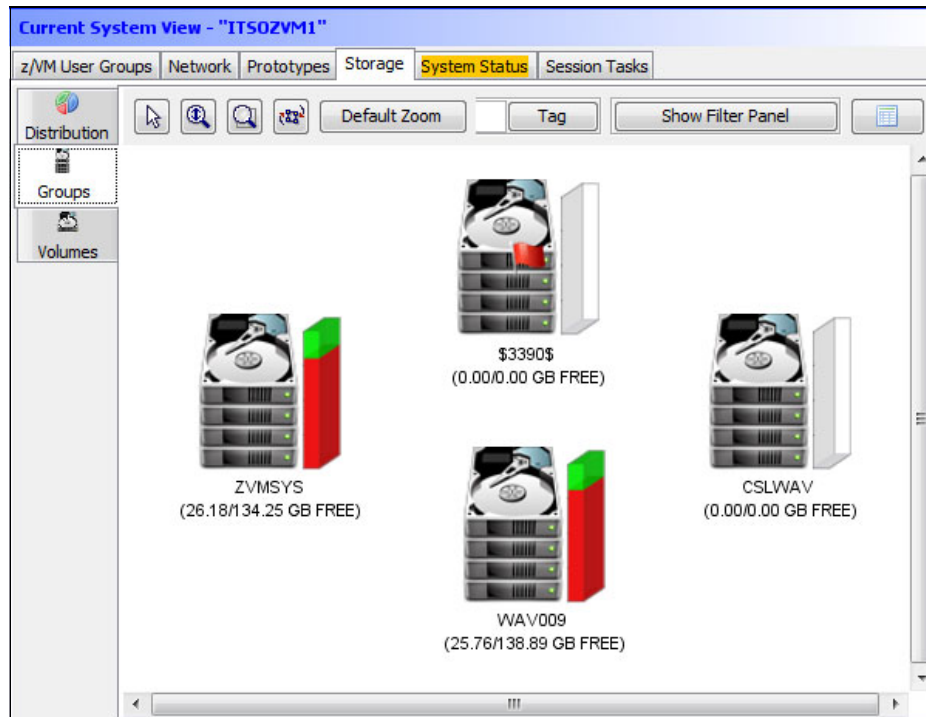 Current System View - "ITSOZVM1"
z/VM User Groups Network Prototypes Storage System Status Session Tasks
Distribution
Groups
Volumes
Default Zoom Tag Show Filter Panel
$3390$
(0.00/0.00 GB FREE)
ZVMSYS
(26.18/134.25 GB FREE)
CSLWAV
(0.00/0.00 GB FREE)
WAV009
(25.76/138.89 GB FREE)